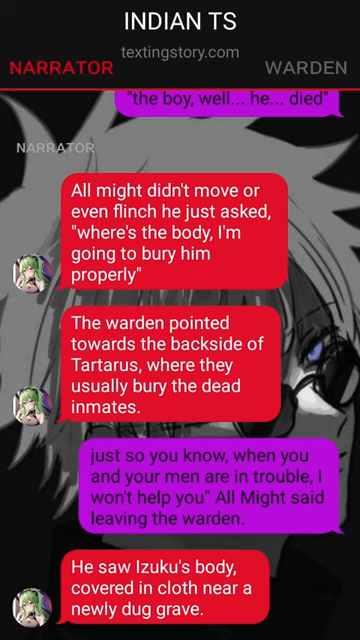 INDIAN TS
textingstory.com
NARRATOR
WARDEN
"the boy, well... he... died"
NARRATOR
All might didn't move or
even flinch he just asked,
"where's the body, I'm
going to bury him
properly"
The warden pointed
towards the backside of
Tartarus, where they
usually bury the dead
inmates.
just so you know, when you
and your men are in trouble, I
won't help you" All Might said
leaving the warden.
He saw Izuku's body,
covered in cloth near a
newly dug grave.